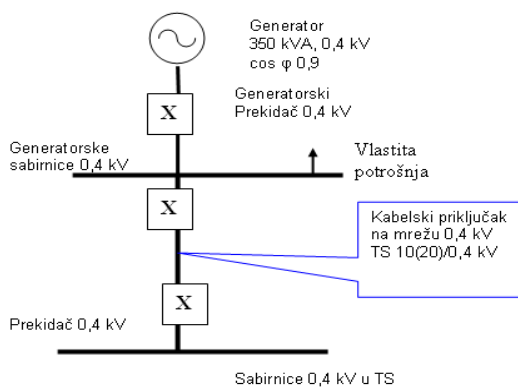 Generator
350 kVA, 0,4 kV
cos φ 0,9
Generatorski
Prekidač 0,4 kV
X
Generatorske
sabirnice 0,4 kV
Vlastita
potrošnja
X
Kabelski priključak
na mrežu 0,4 kV
TS 10(20)/0,4 kV
X
Prekidač 0,4 kV
Sabirnice 0,4 kV u TS